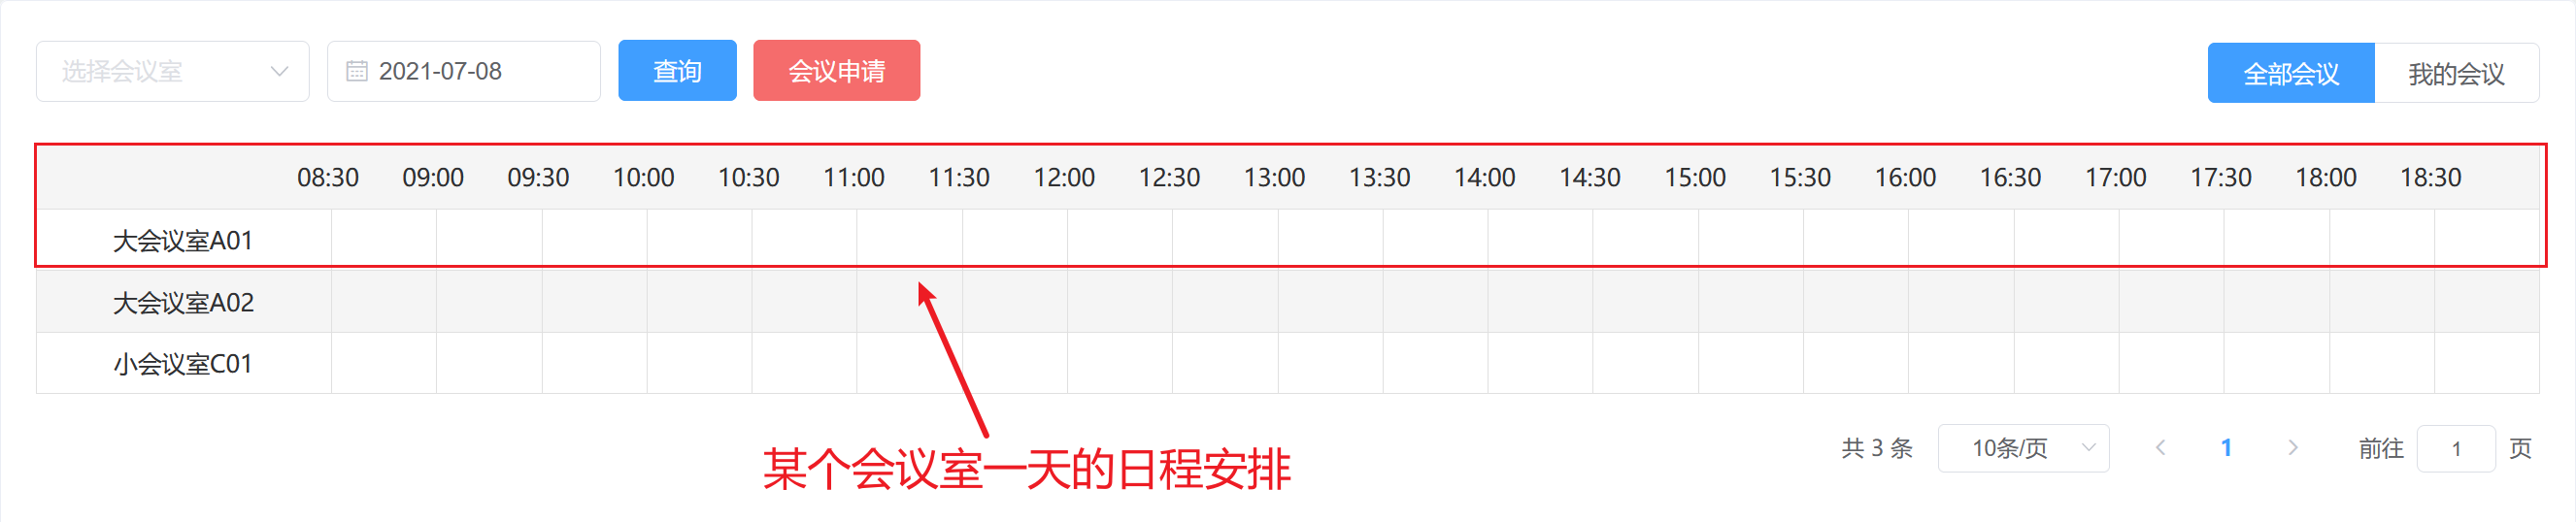 选择会议室 2021-07-08 查询 会议申请 全部会议 我的会议
08:30 09:00 09:30 10:00 10:30 11:00 11:30 12:00 12:30 13:00 13:30 14:00 14:30 15:00 15:30 16:00 16:30 17:00 17:30 18:00 18:30
大会议室A01
大会议室A02
小会议室C01
共 3 条 10条/页 1 前往 1 页
某个会议室一天的日程安排